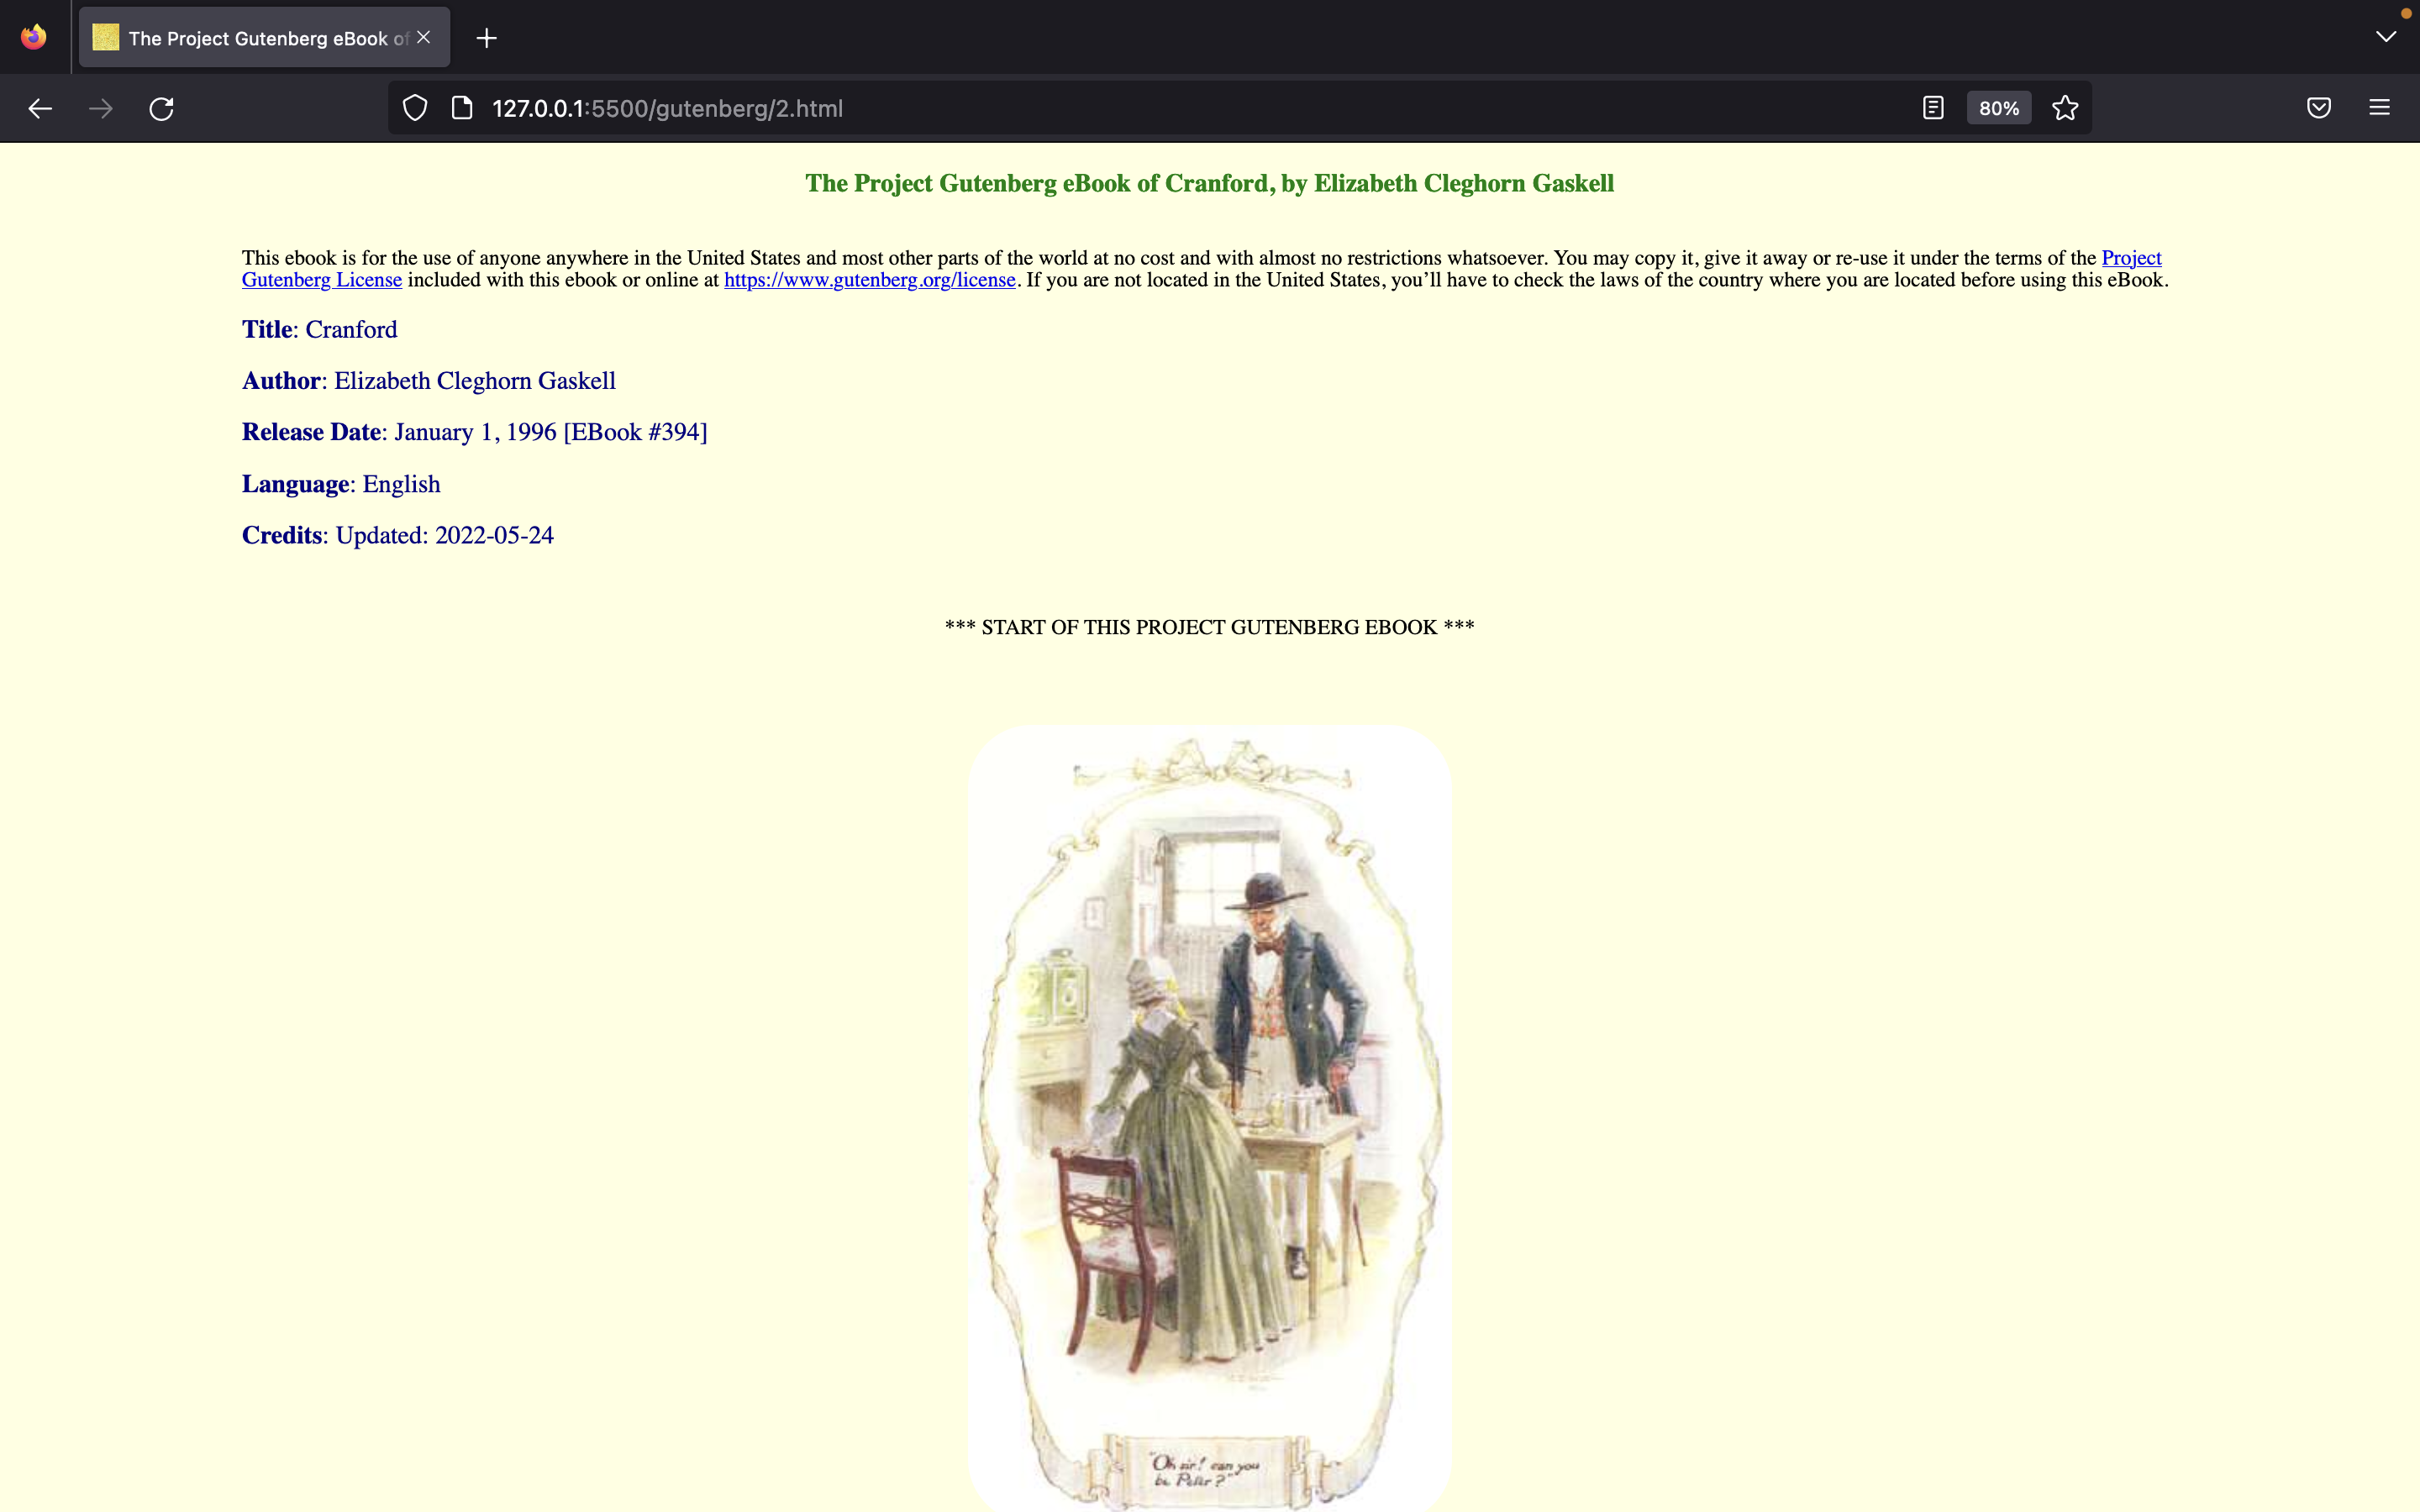 The Project Gutenberg eBook of
127.0.0.1:5500/gutenberg/2.html
80%
The Project Gutenberg eBook of Cranford, by Elizabeth Cleghorn Gaskell
This ebook is for the use of anyone anywhere in the United States and most other parts of the world at no cost and with almost no restrictions whatsoever. You may copy it, give it away or re-use it under the terms of the Project
Gutenberg License included with this ebook or online at https://www.gutenberg.org/license. If you are not located in the United States, you’ll have to check the laws of the country where you are located before using this eBook.
Title: Cranford
Author: Elizabeth Cleghorn Gaskell
Release Date: January 1, 1996 [EBook #394]
Language: English
Credits: Updated: 2022-05-24
*** START OF THIS PROJECT GUTENBERG EBOOK ***
"Oh sir! can you
be Peter?"